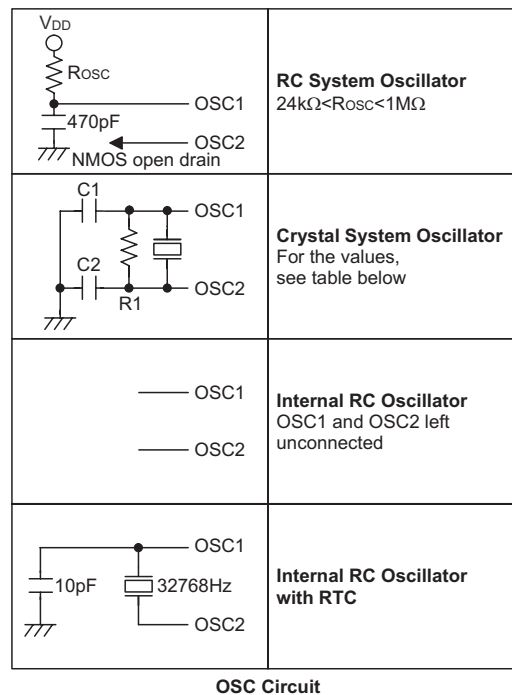 VDD
ROSC
OSC1
470pF
OSC2
NMOS open drain
RC System Oscillator
24kΩ<ROSC<1MΩ
C1
OSC1
C2
OSC2
R1
Crystal System Oscillator
For the values,
see table below
OSC1
OSC2
Internal RC Oscillator
OSC1 and OSC2 left
unconnected
OSC1
10pF
32768Hz
OSC2
Internal RC Oscillator
with RTC
OSC Circuit